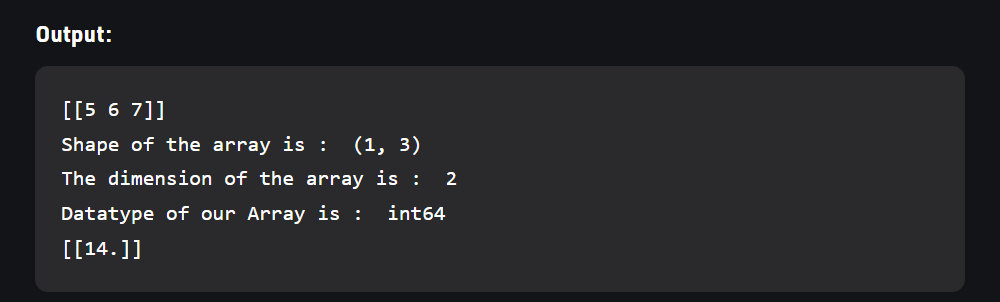 Output:
[[5 6 7]]
Shape of the array is :  (1, 3)
The dimension of the array is :  2
Datatype of our Array is :  int64
[[14.]]